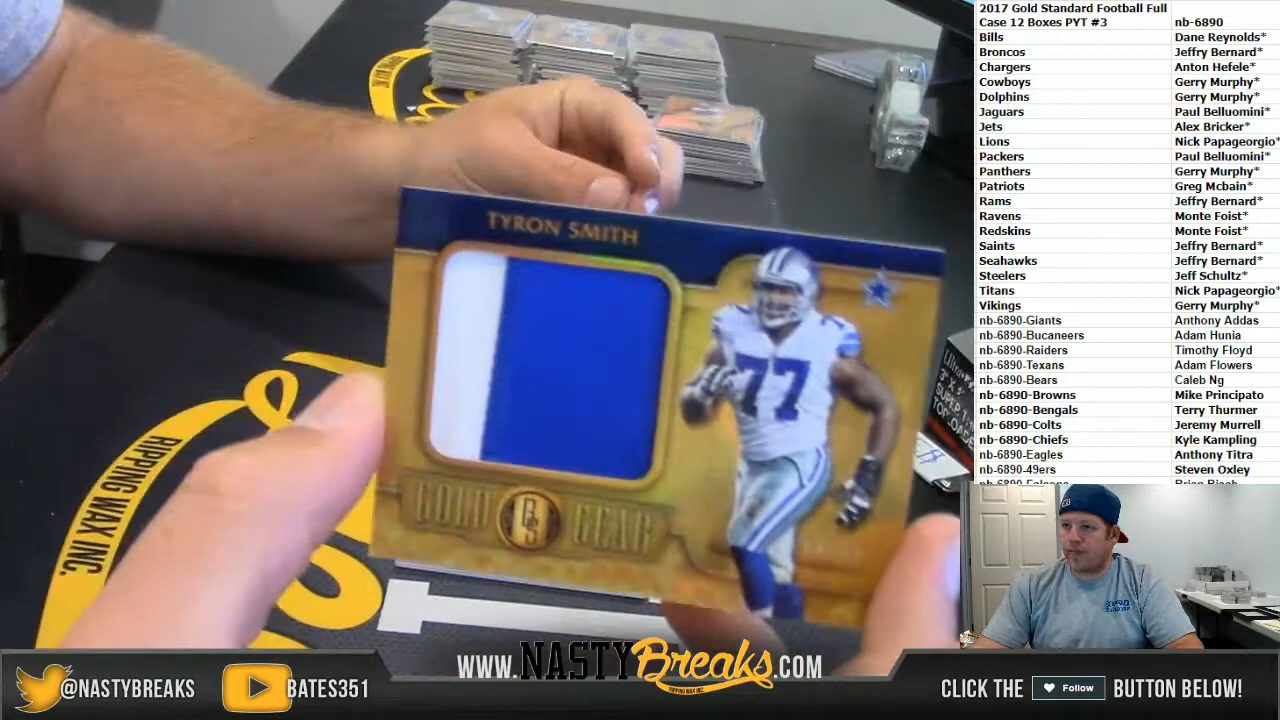 2017 Gold Standard Football Full
Case 12 Boxes PYT #3 nb-6890
Bills Dane Reynolds*
Broncos Jeffry Bernard*
Chargers Anton Hefele*
Cowboys Gerry Murphy*
Dolphins Gerry Murphy*
Jaguars Paul Belluomini*
Jets Alex Bricker*
Lions Nick Papageorgio*
Packers Paul Belluomini*
Panthers Gerry Murphy*
Patriots Greg Mcbain*
Rams Jeffry Bernard*
Ravens Monte Foist*
Redskins Monte Foist*
Saints Jeffry Bernard*
Seahawks Jeffry Bernard*
Steelers Jeff Schultz*
Titans Nick Papageorgio*
Vikings Gerry Murphy*
nb-6890-Giants Anthony Addas
nb-6890-Bucaneers Adam Hunia
nb-6890-Raiders Timothy Floyd
nb-6890-Texans Adam Flowers
nb-6890-Bears Caleb Ng
nb-6890-Browns Mike Principato
nb-6890-Bengals Terry Thurmer
nb-6890-Colts Jeremy Murrell
nb-6890-Chiefs Kyle Kampling
nb-6890-Eagles Anthony Titra
nb-6890-49ers Steven Oxley
TYRON SMITH
77
GOLD GS GEAR
RIPPING WAX INC.
3" X
SUPER
TOPLOADE
@NASTYBREAKS
BATES351
WWW.NASTYBreaks.COM
RIPPING WAX INC.
CLICK THE Follow BUTTON BELOW!